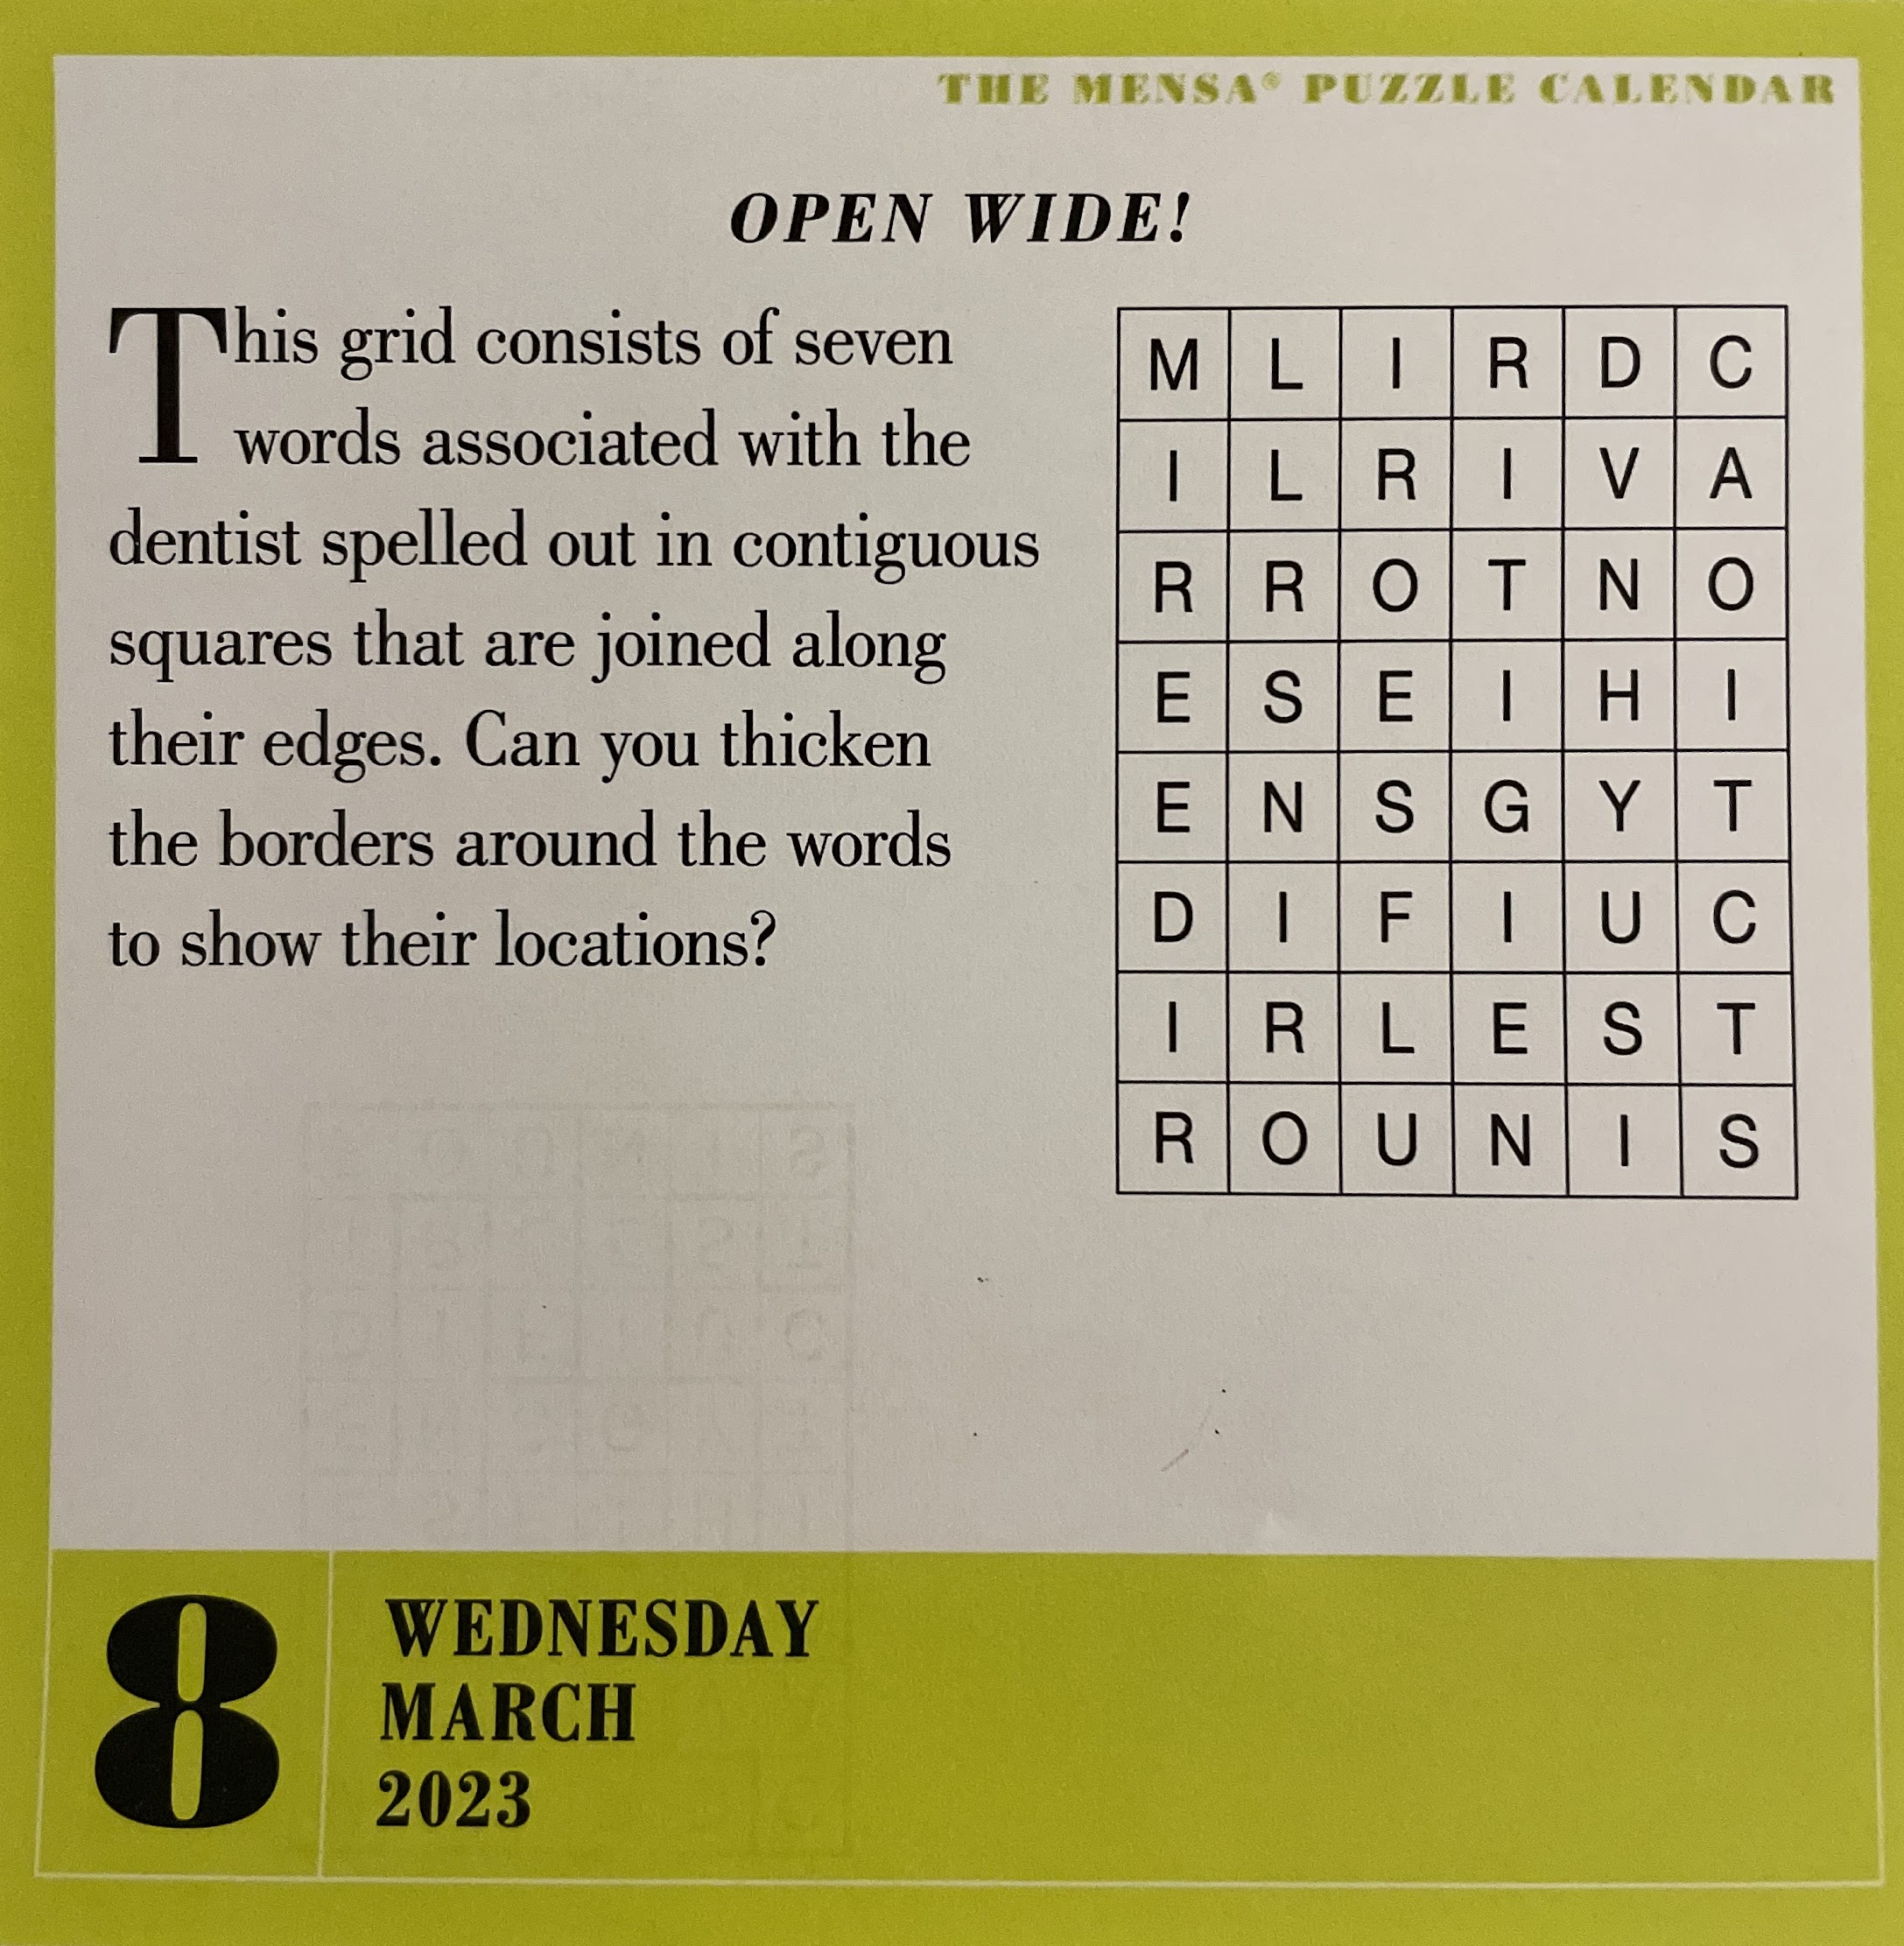 THE MENSA® PUZZLE CALENDAR
OPEN WIDE!
This grid consists of seven
words associated with the
dentist spelled out in contiguous
squares that are joined along
their edges. Can you thicken
the borders around the words
to show their locations?
M L I R D C
I L R I V A
R R O T N O
E S E I H I
E N S G Y T
D I F I U C
I R L E S T
R O U N I S
8
WEDNESDAY
MARCH
2023